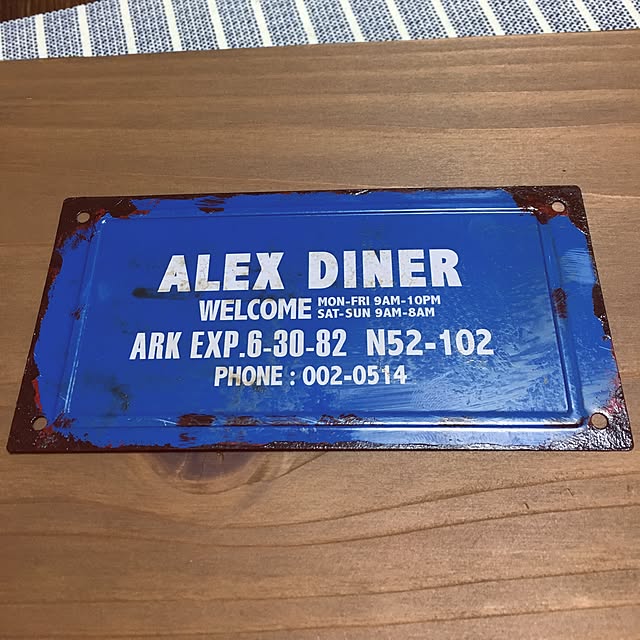 ALEX DINER
WELCOME MON-FRI 9AM-10PM
SAT-SUN 9AM-8AM
ARK EXP.6-30-82 N52-102
PHONE : 002-0514